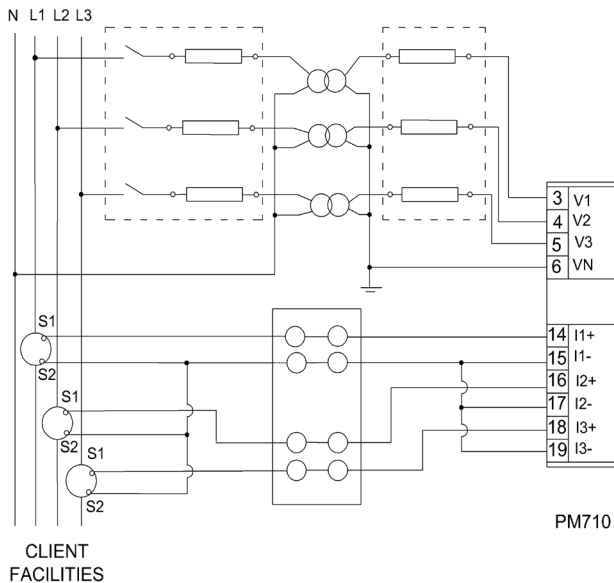 N L1 L2 L3
3 V1
4 V2
5 V3
6 VN
S1
14 I1+
15 I1-
S2
16 I2+
S1
17 I2-
18 I3+
S2
S1
19 I3-
S2
PM710
CLIENT
FACILITIES